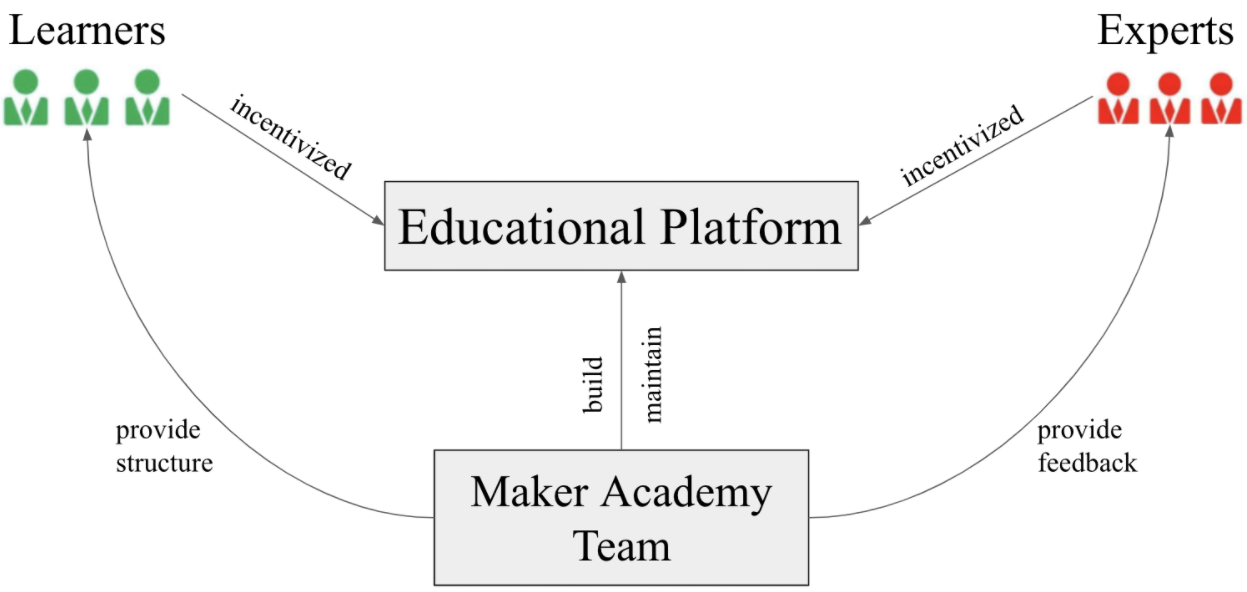 Learners
Experts
incentivized
incentivized
Educational Platform
build
maintain
provide
structure
provide
feedback
Maker Academy
Team